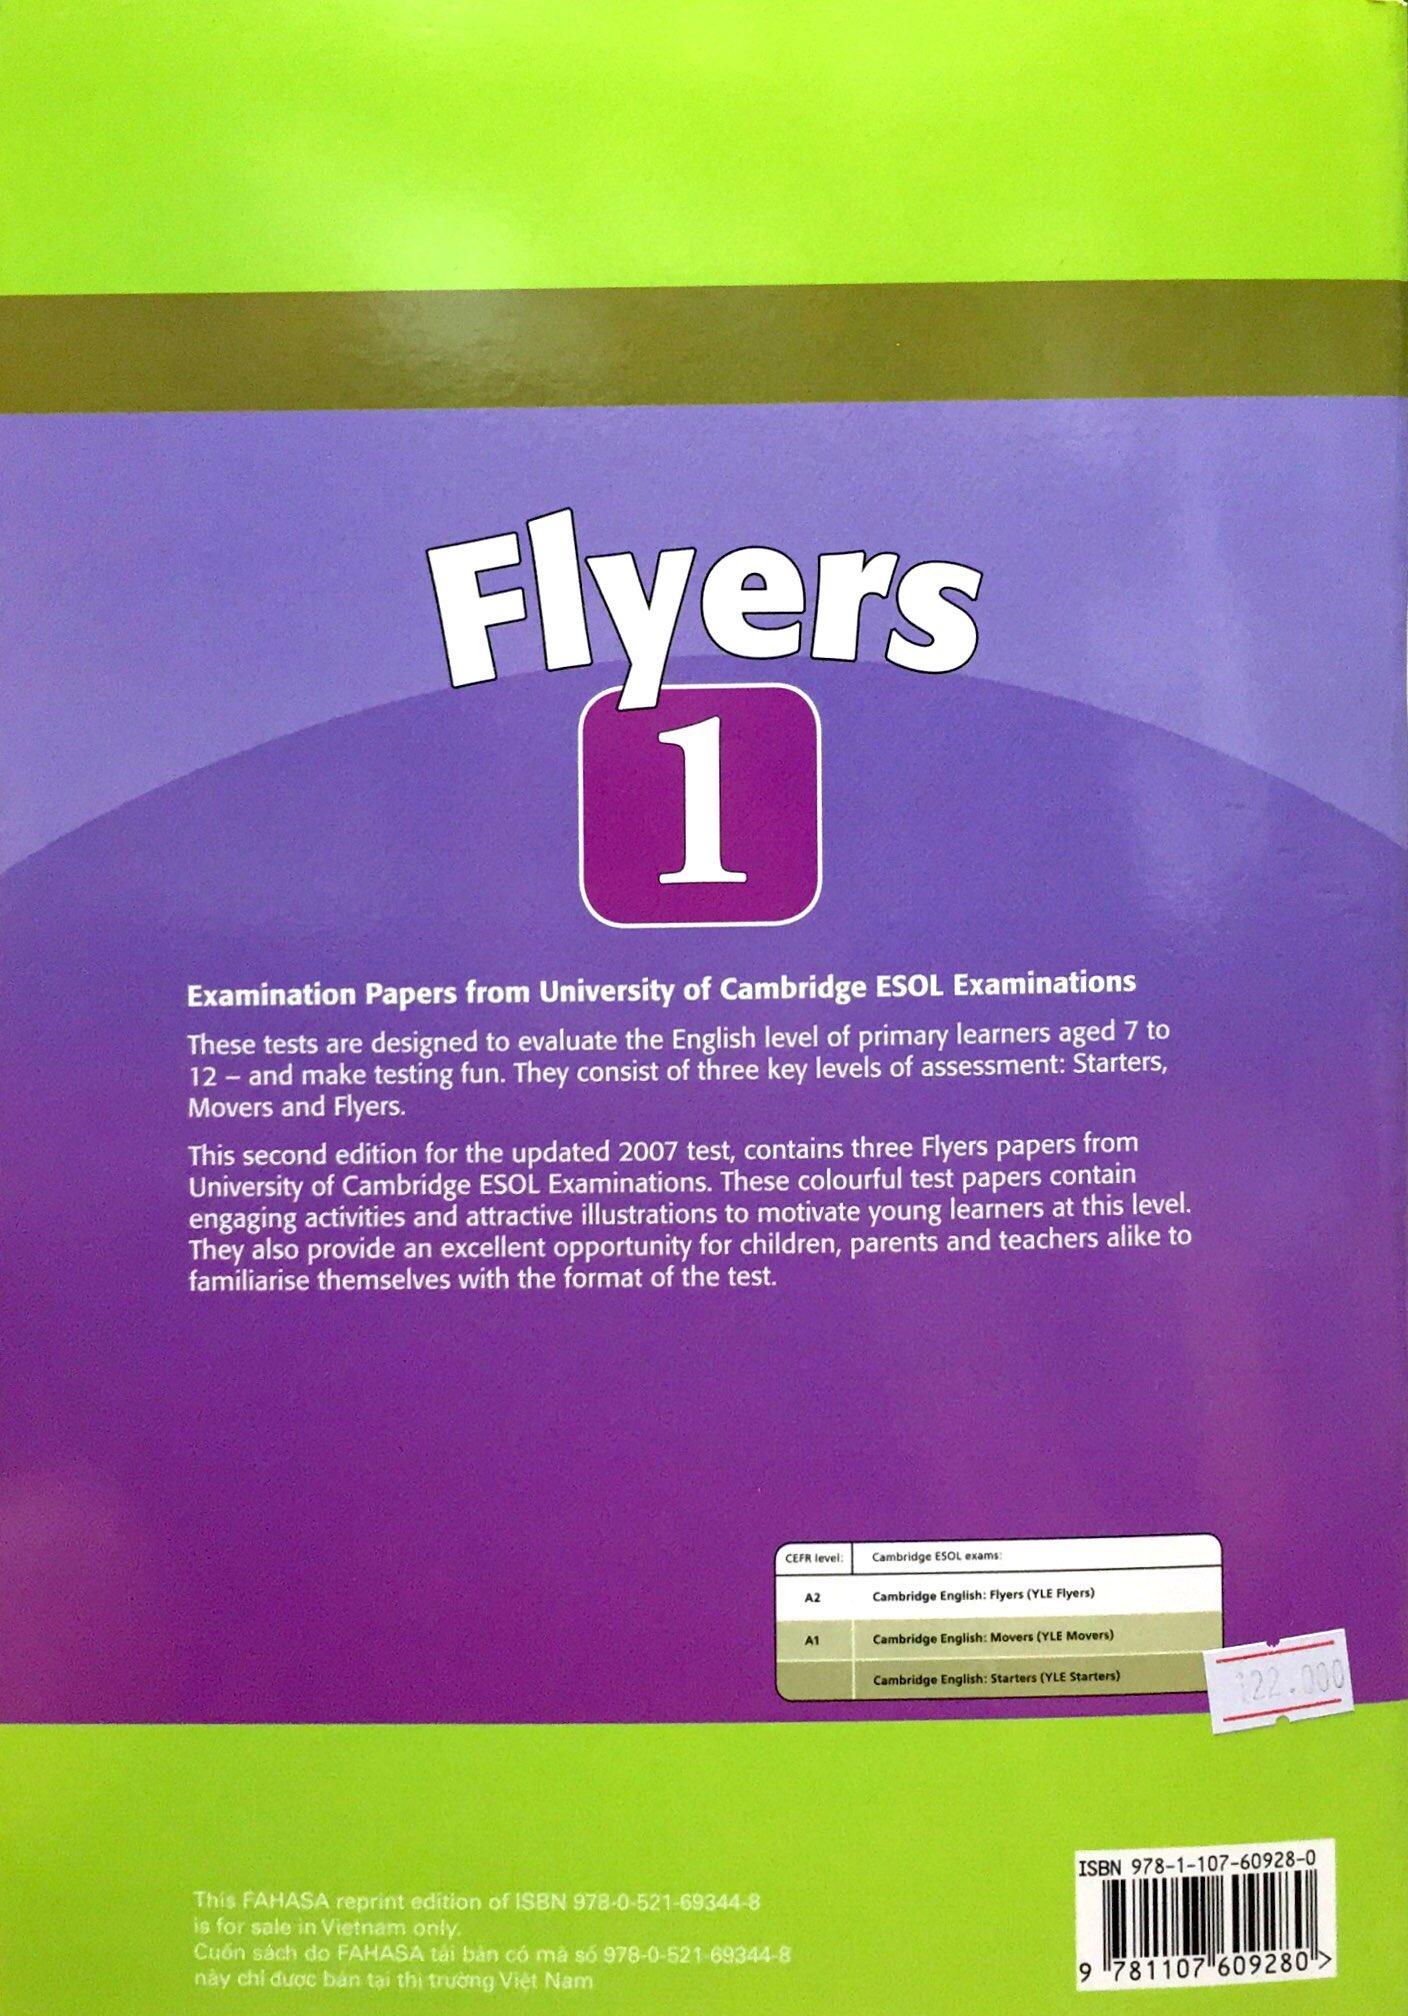 Flyers
1
Examination Papers from University of Cambridge ESOL Examinations
These tests are designed to evaluate the English level of primary learners aged 7 to
12 – and make testing fun. They consist of three key levels of assessment: Starters,
Movers and Flyers.
This second edition for the updated 2007 test, contains three Flyers papers from
University of Cambridge ESOL Examinations. These colourful test papers contain
engaging activities and attractive illustrations to motivate young learners at this level.
They also provide an excellent opportunity for children, parents and teachers alike to
familiarise themselves with the format of the test.
CEFR level: Cambridge ESOL exams:
A2 Cambridge English: Flyers (YLE Flyers)
A1 Cambridge English: Movers (YLE Movers)
Cambridge English: Starters (YLE Starters)
122.000
This FAHASA reprint edition of ISBN 978-0-521-69344-8
is for sale in Vietnam only.
Cuốn sách do FAHASA tái bản có mã số 978-0-521-69344-8
này chỉ được bán tại thị trường Việt Nam
ISBN 978-1-107-60928-0
9 781107 609280 >